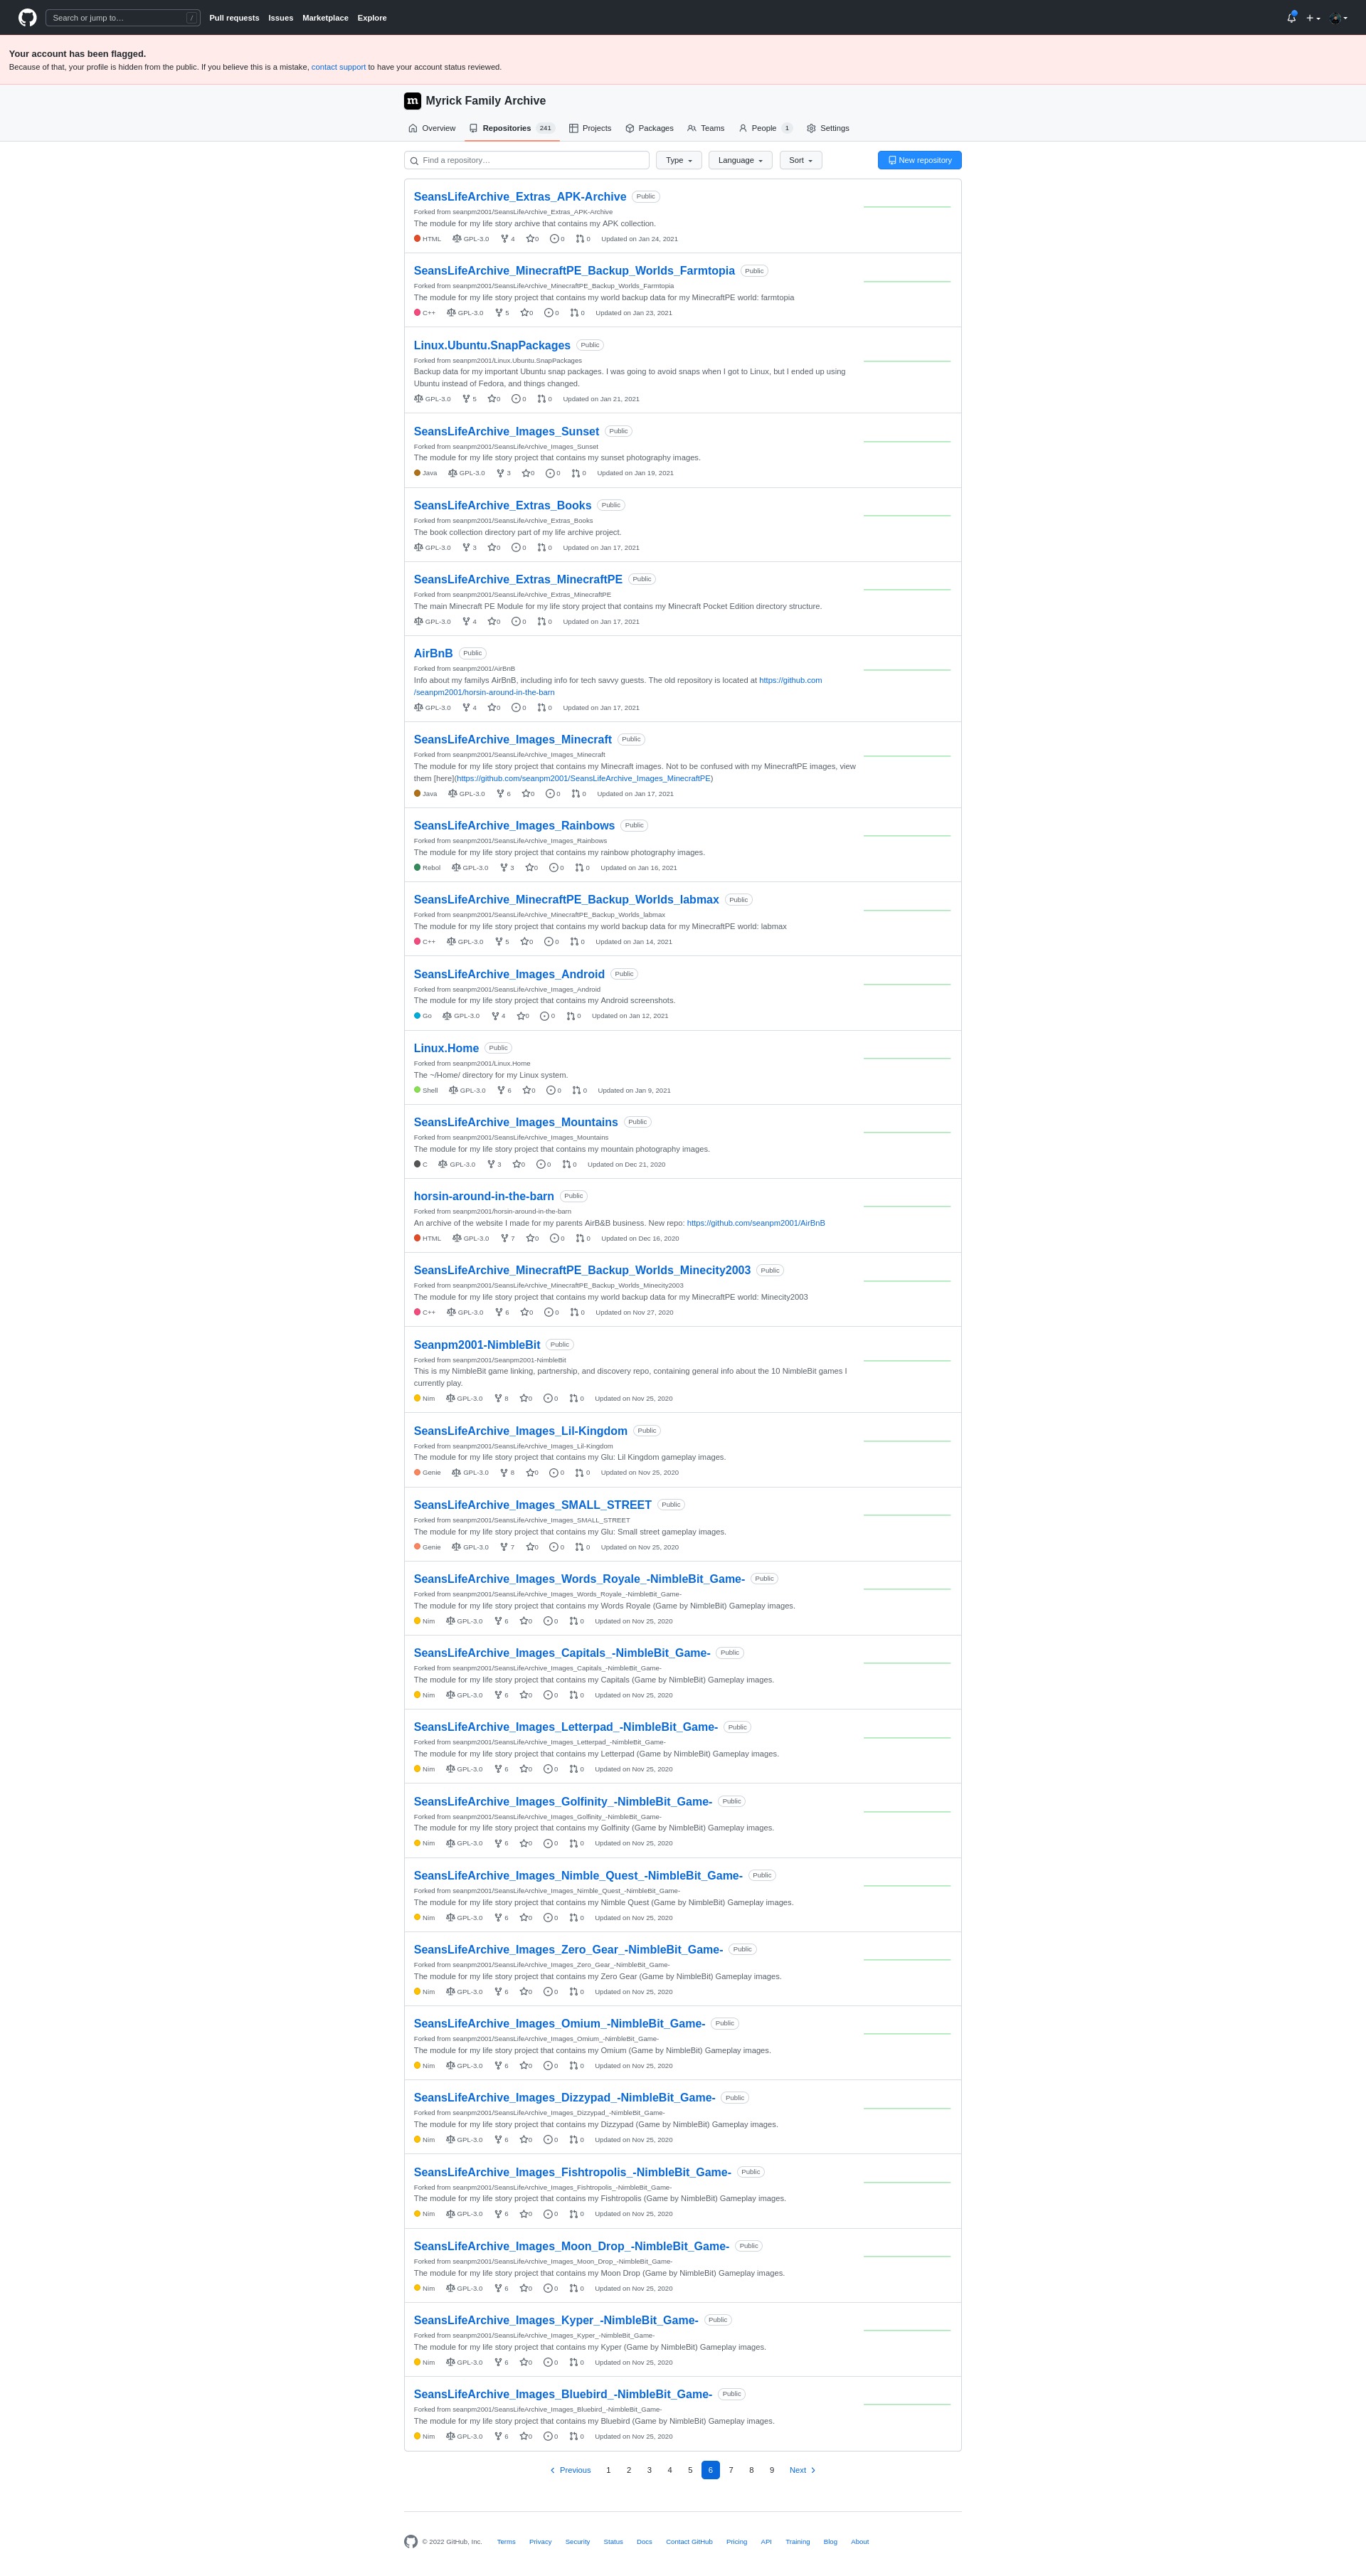 Search or jump to… /
Pull requests Issues Marketplace Explore
Your account has been flagged.
Because of that, your profile is hidden from the public. If you believe this is a mistake, contact support to have your account status reviewed.
m Myrick Family Archive
Overview Repositories 241 Projects Packages Teams People 1 Settings
Find a repository… Type Language Sort New repository
SeansLifeArchive_Extras_APK-Archive Public
Forked from seanpm2001/SeansLifeArchive_Extras_APK-Archive
The module for my life story archive that contains my APK collection.
HTML GPL-3.0 4 0 0 0 Updated on Jan 24, 2021
SeansLifeArchive_MinecraftPE_Backup_Worlds_Farmtopia Public
Forked from seanpm2001/SeansLifeArchive_MinecraftPE_Backup_Worlds_Farmtopia
The module for my life story project that contains my world backup data for my MinecraftPE world: farmtopia
C++ GPL-3.0 5 0 0 0 Updated on Jan 23, 2021
Linux.Ubuntu.SnapPackages Public
Forked from seanpm2001/Linux.Ubuntu.SnapPackages
Backup data for my important Ubuntu snap packages. I was going to avoid snaps when I got to Linux, but I ended up using
Ubuntu instead of Fedora, and things changed.
GPL-3.0 5 0 0 0 Updated on Jan 21, 2021
SeansLifeArchive_Images_Sunset Public
Forked from seanpm2001/SeansLifeArchive_Images_Sunset
The module for my life story project that contains my sunset photography images.
Java GPL-3.0 3 0 0 0 Updated on Jan 19, 2021
SeansLifeArchive_Extras_Books Public
Forked from seanpm2001/SeansLifeArchive_Extras_Books
The book collection directory part of my life archive project.
GPL-3.0 3 0 0 0 Updated on Jan 17, 2021
SeansLifeArchive_Extras_MinecraftPE Public
Forked from seanpm2001/SeansLifeArchive_Extras_MinecraftPE
The main Minecraft PE Module for my life story project that contains my Minecraft Pocket Edition directory structure.
GPL-3.0 4 0 0 0 Updated on Jan 17, 2021
AirBnB Public
Forked from seanpm2001/AirBnB
Info about my familys AirBnB, including info for tech savvy guests. The old repository is located at https://github.com
/seanpm2001/horsin-around-in-the-barn
GPL-3.0 4 0 0 0 Updated on Jan 17, 2021
SeansLifeArchive_Images_Minecraft Public
Forked from seanpm2001/SeansLifeArchive_Images_Minecraft
The module for my life story project that contains my Minecraft images. Not to be confused with my MinecraftPE images, view
them [here](https://github.com/seanpm2001/SeansLifeArchive_Images_MinecraftPE)
Java GPL-3.0 6 0 0 0 Updated on Jan 17, 2021
SeansLifeArchive_Images_Rainbows Public
Forked from seanpm2001/SeansLifeArchive_Images_Rainbows
The module for my life story project that contains my rainbow photography images.
Rebol GPL-3.0 3 0 0 0 Updated on Jan 16, 2021
SeansLifeArchive_MinecraftPE_Backup_Worlds_labmax Public
Forked from seanpm2001/SeansLifeArchive_MinecraftPE_Backup_Worlds_labmax
The module for my life story project that contains my world backup data for my MinecraftPE world: labmax
C++ GPL-3.0 5 0 0 0 Updated on Jan 14, 2021
SeansLifeArchive_Images_Android Public
Forked from seanpm2001/SeansLifeArchive_Images_Android
The module for my life story project that contains my Android screenshots.
Go GPL-3.0 4 0 0 0 Updated on Jan 12, 2021
Linux.Home Public
Forked from seanpm2001/Linux.Home
The ~/Home/ directory for my Linux system.
Shell GPL-3.0 6 0 0 0 Updated on Jan 9, 2021
SeansLifeArchive_Images_Mountains Public
Forked from seanpm2001/SeansLifeArchive_Images_Mountains
The module for my life story project that contains my mountain photography images.
C GPL-3.0 3 0 0 0 Updated on Dec 21, 2020
horsin-around-in-the-barn Public
Forked from seanpm2001/horsin-around-in-the-barn
An archive of the website I made for my parents AirB&B business. New repo: https://github.com/seanpm2001/AirBnB
HTML GPL-3.0 7 0 0 0 Updated on Dec 16, 2020
SeansLifeArchive_MinecraftPE_Backup_Worlds_Minecity2003 Public
Forked from seanpm2001/SeansLifeArchive_MinecraftPE_Backup_Worlds_Minecity2003
The module for my life story project that contains my world backup data for my MinecraftPE world: Minecity2003
C++ GPL-3.0 6 0 0 0 Updated on Nov 27, 2020
Seanpm2001-NimbleBit Public
Forked from seanpm2001/Seanpm2001-NimbleBit
This is my NimbleBit game linking, partnership, and discovery repo, containing general info about the 10 NimbleBit games I
currently play.
Nim GPL-3.0 8 0 0 0 Updated on Nov 25, 2020
SeansLifeArchive_Images_Lil-Kingdom Public
Forked from seanpm2001/SeansLifeArchive_Images_Lil-Kingdom
The module for my life story project that contains my Glu: Lil Kingdom gameplay images.
Genie GPL-3.0 8 0 0 0 Updated on Nov 25, 2020
SeansLifeArchive_Images_SMALL_STREET Public
Forked from seanpm2001/SeansLifeArchive_Images_SMALL_STREET
The module for my life story project that contains my Glu: Small street gameplay images.
Genie GPL-3.0 7 0 0 0 Updated on Nov 25, 2020
SeansLifeArchive_Images_Words_Royale_-NimbleBit_Game- Public
Forked from seanpm2001/SeansLifeArchive_Images_Words_Royale_-NimbleBit_Game-
The module for my life story project that contains my Words Royale (Game by NimbleBit) Gameplay images.
Nim GPL-3.0 6 0 0 0 Updated on Nov 25, 2020
SeansLifeArchive_Images_Capitals_-NimbleBit_Game- Public
Forked from seanpm2001/SeansLifeArchive_Images_Capitals_-NimbleBit_Game-
The module for my life story project that contains my Capitals (Game by NimbleBit) Gameplay images.
Nim GPL-3.0 6 0 0 0 Updated on Nov 25, 2020
SeansLifeArchive_Images_Letterpad_-NimbleBit_Game- Public
Forked from seanpm2001/SeansLifeArchive_Images_Letterpad_-NimbleBit_Game-
The module for my life story project that contains my Letterpad (Game by NimbleBit) Gameplay images.
Nim GPL-3.0 6 0 0 0 Updated on Nov 25, 2020
SeansLifeArchive_Images_Golfinity_-NimbleBit_Game- Public
Forked from seanpm2001/SeansLifeArchive_Images_Golfinity_-NimbleBit_Game-
The module for my life story project that contains my Golfinity (Game by NimbleBit) Gameplay images.
Nim GPL-3.0 6 0 0 0 Updated on Nov 25, 2020
SeansLifeArchive_Images_Nimble_Quest_-NimbleBit_Game- Public
Forked from seanpm2001/SeansLifeArchive_Images_Nimble_Quest_-NimbleBit_Game-
The module for my life story project that contains my Nimble Quest (Game by NimbleBit) Gameplay images.
Nim GPL-3.0 6 0 0 0 Updated on Nov 25, 2020
SeansLifeArchive_Images_Zero_Gear_-NimbleBit_Game- Public
Forked from seanpm2001/SeansLifeArchive_Images_Zero_Gear_-NimbleBit_Game-
The module for my life story project that contains my Zero Gear (Game by NimbleBit) Gameplay images.
Nim GPL-3.0 6 0 0 0 Updated on Nov 25, 2020
SeansLifeArchive_Images_Omium_-NimbleBit_Game- Public
Forked from seanpm2001/SeansLifeArchive_Images_Omium_-NimbleBit_Game-
The module for my life story project that contains my Omium (Game by NimbleBit) Gameplay images.
Nim GPL-3.0 6 0 0 0 Updated on Nov 25, 2020
SeansLifeArchive_Images_Dizzypad_-NimbleBit_Game- Public
Forked from seanpm2001/SeansLifeArchive_Images_Dizzypad_-NimbleBit_Game-
The module for my life story project that contains my Dizzypad (Game by NimbleBit) Gameplay images.
Nim GPL-3.0 6 0 0 0 Updated on Nov 25, 2020
SeansLifeArchive_Images_Fishtropolis_-NimbleBit_Game- Public
Forked from seanpm2001/SeansLifeArchive_Images_Fishtropolis_-NimbleBit_Game-
The module for my life story project that contains my Fishtropolis (Game by NimbleBit) Gameplay images.
Nim GPL-3.0 6 0 0 0 Updated on Nov 25, 2020
SeansLifeArchive_Images_Moon_Drop_-NimbleBit_Game- Public
Forked from seanpm2001/SeansLifeArchive_Images_Moon_Drop_-NimbleBit_Game-
The module for my life story project that contains my Moon Drop (Game by NimbleBit) Gameplay images.
Nim GPL-3.0 6 0 0 0 Updated on Nov 25, 2020
SeansLifeArchive_Images_Kyper_-NimbleBit_Game- Public
Forked from seanpm2001/SeansLifeArchive_Images_Kyper_-NimbleBit_Game-
The module for my life story project that contains my Kyper (Game by NimbleBit) Gameplay images.
Nim GPL-3.0 6 0 0 0 Updated on Nov 25, 2020
SeansLifeArchive_Images_Bluebird_-NimbleBit_Game- Public
Forked from seanpm2001/SeansLifeArchive_Images_Bluebird_-NimbleBit_Game-
The module for my life story project that contains my Bluebird (Game by NimbleBit) Gameplay images.
Nim GPL-3.0 6 0 0 0 Updated on Nov 25, 2020
Previous 1 2 3 4 5 6 7 8 9 Next
© 2022 GitHub, Inc. Terms Privacy Security Status Docs Contact GitHub Pricing API Training Blog About